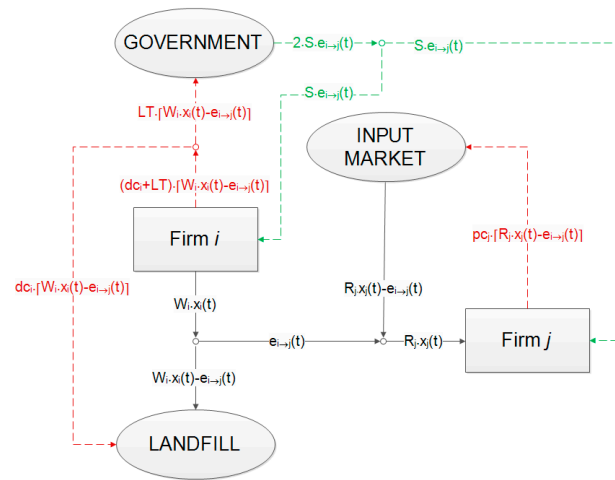 GOVERNMENT
2·S·eᵢ→ⱼ(t)
S·eᵢ→ⱼ(t)
S·eᵢ→ⱼ(t)
LT·⌈Wᵢ·xᵢ(t)-eᵢ→ⱼ(t)⌉
INPUT
MARKET
(dcᵢ+LT)·⌈Wᵢ·xᵢ(t)-eᵢ→ⱼ(t)⌉
Firm i
pcⱼ·⌈Rⱼ·xⱼ(t)-eᵢ→ⱼ(t)⌉
dcᵢ·⌈Wᵢ·xᵢ(t)-eᵢ→ⱼ(t)⌉
Rⱼ·xⱼ(t)-eᵢ→ⱼ(t)
Wᵢ·xᵢ(t)
eᵢ→ⱼ(t)
Rⱼ·xⱼ(t)
Firm j
Wᵢ·xᵢ(t)-eᵢ→ⱼ(t)
LANDFILL